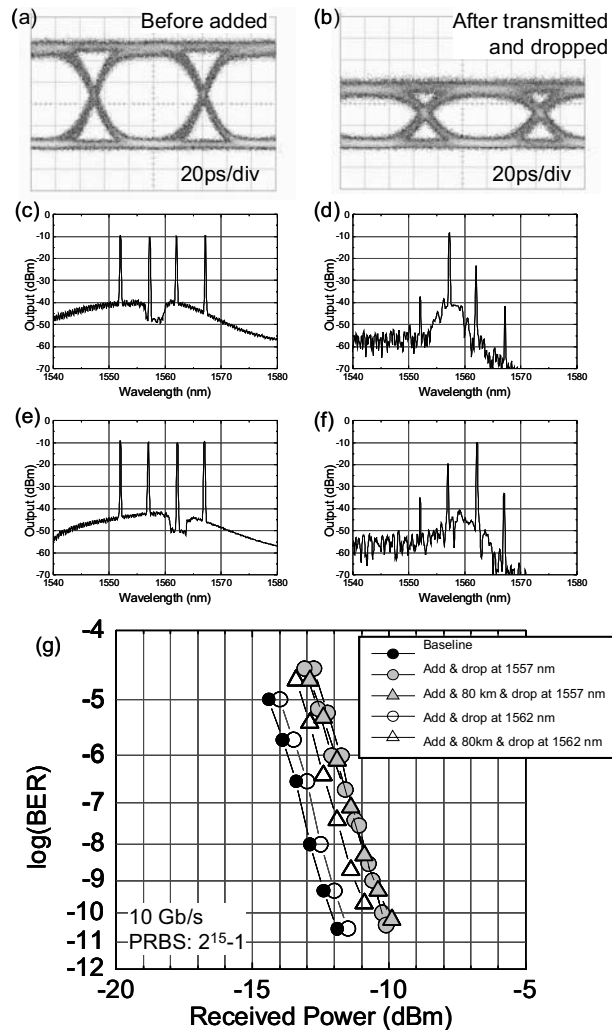 (a)
Before added
20ps/div
(b)
After transmitted
and dropped
20ps/div
(c)
0
-10
-20
-30
-40
-50
-60
-70
Output (dBm)
1540 1550 1560 1570 1580
Wavelength (nm)
(d)
0
-10
-20
-30
-40
-50
-60
-70
Output (dBm)
1540 1550 1560 1570 1580
Wavelength (nm)
(e)
0
-10
-20
-30
-40
-50
-60
-70
Output (dBm)
1540 1550 1560 1570 1580
Wavelength (nm)
(f)
0
-10
-20
-30
-40
-50
-60
-70
Output (dBm)
1540 1550 1560 1570 1580
Wavelength (nm)
(g)
-4
-5
-6
-7
-8
-9
-10
-11
-12
log(BER)
Baseline
Add & drop at 1557 nm
Add & 80 km & drop at 1557 nm
Add & drop at 1562 nm
Add & 80km & drop at 1562 nm
10 Gb/s
PRBS: 2¹⁵-1
-20 -18 -16 -14 -12 -10 -8 -6
Received Power (dBm)